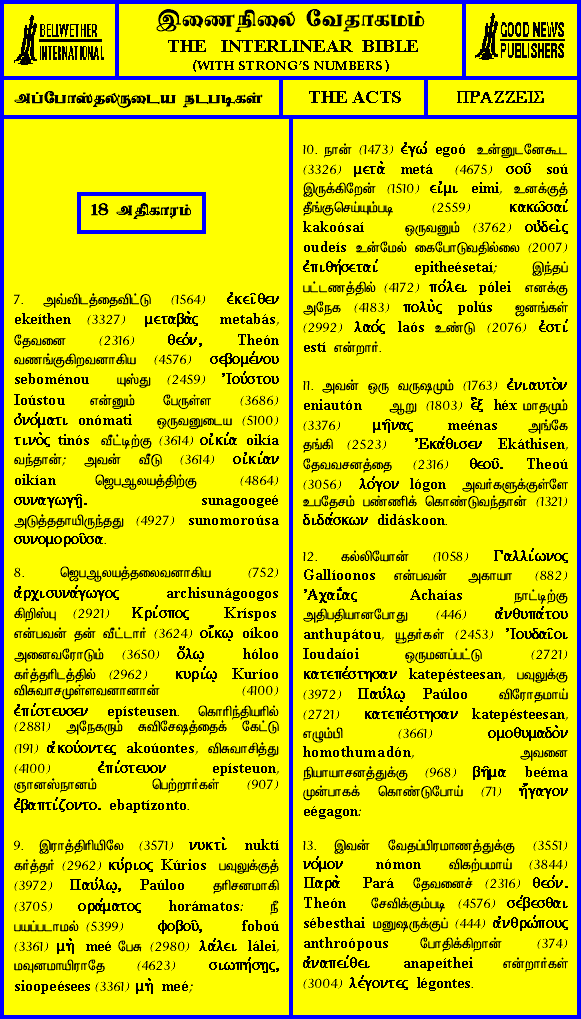 BELLWETHER
INTERNATIONAL
இணைநிலை வேதாகமம்
THE INTERLINEAR BIBLE
(WITH STRONG'S NUMBERS)
GOOD NEWS
PUBLISHERS
அப்போஸ்தலருடைய நடபடிகள்
THE ACTS
ΠΡΑΖΖΕΙΣ
18 அதிகாரம்
7. அவ்விடத்தைவிட்டு (1564) ἐκεῖθεν
ekeíthen (3327) μεταβὰς metabás,
தேவனை (2316) θεόν, Theón
வணங்குகிறவனாகிய (4576) σεβομένου
seboménou யுஸ்து (2459) Ἰούστου
Ioústou என்னும் பேருள்ள (3686)
ὀνόματι onómati ஒருவனுடைய (5100)
τινὸς tinós வீட்டிற்கு (3614) οἰκία oikía
வந்தான்; அவன் வீடு (3614) οἰκίαν
oikían ஜெபஆலயத்திற்கு (4864)
συναγωγῇ. sunagoogeé
அடுத்ததாயிருந்தது (4927) sunomoroúsa
συνομοροῦσα.
8. ஜெபஆலயத்தலைவனாகிய (752)
ἀρχισυνάγωγος archisunágoogos
கிறிஸ்பு (2921) Κρίσπος Kríspos
என்பவன் தன் வீட்டார் (3624) οἴκῳ oíkoo
அனைவரோடும் (3650) ὅλῳ hóloo
கர்த்தரிடத்தில் (2962) κυρίῳ Kuríoo
விசுவாசமுள்ளவனானான் (4100)
ἐπίστευσεν epísteusen. கொரிந்தியரில்
(2881) அநேகரும் சுவிசேஷத்தைக் கேட்டு
(191) ἀκούοντες akoúontes, விசுவாசித்து
(4100) ἐπίστευον epísteuon,
ஞானஸ்நானம் பெற்றார்கள் (907)
ἐβαπτίζοντο. ebaptízonto.
9. இராத்திரியிலே (3571) νυκτὶ nuktí
கர்த்தர் (2962) κύριος Kúrios பவுலுக்குத்
(3972) Παύλῳ, Paúloo தரிசனமாகி
(3705) οράματος horámatos: நீ
பயப்படாமல் (5399) φοβοῦ, foboú
(3361) μὴ meé பேசு (2980) λάλει lálei,
மவுனமாயிராதே (4623) σιωπήσῃς,
sioopeésees (3361) μὴ meé;
10. நான் (1473) ἐγώ egoó உன்னுடனேகூட
(3326) μετὰ metá (4675) σοῦ soú
இருக்கிறேன் (1510) εἰμι eimi, உனக்குத்
தீங்குசெய்யும்படி (2559) κακῶσαί
kakoósaí ஒருவனும் (3762) οὐδεὶς
oudeís உன்மேல் கைபோடுவதில்லை (2007)
ἐπιθήσεταί epitheésetaí; இந்தப்
பட்டணத்தில் (4172) πόλει pólei எனக்கு
அநேக (4183) πολὺς polús ஜனங்கள்
(2992) λαός laós உண்டு (2076) ἐστί
estí என்றார்.
11. அவன் ஒரு வருஷமும் (1763) ἐνιαυτὸν
eniautón ஆறு (1803) ἓξ héx மாதமும்
(3376) μῆνας meénas அங்கே
தங்கி (2523) Ἐκάθισεν Ekáthisen,
தேவவசனத்தை (2316) θεοῦ. Theoú
(3056) λόγον lógon அவர்களுக்குள்ளே
உபதேசம் பண்ணிக் கொண்டுவந்தான் (1321)
διδάσκων didáskoon.
12. கல்லியோன் (1058) Γαλλίωνος
Gallíoonos என்பவன் அகாயா (882)
Ἀχαΐας Achaías நாட்டிற்கு
அதிபதியானபோது (446) ἀνθυπάτου
anthupátou, யூதர்கள் (2453) Ἰουδαῖοι
Ioudaíoi ஒருமனப்பட்டு (2721)
κατεπέστησαν katepésteesan, பவுலுக்கு
(3972) Παύλῳ Paúloo விரோதமாய்
(2721) κατεπέστησαν katepésteesan,
எழும்பி (3661) ομοθυμαδὸν
homothumadón, அவனை
நியாயாசனத்துக்கு (968) βῆμα beéma
முன்பாகக் கொண்டுபோய் (71) ἤγαγον
eégagon:
13. இவன் வேதப்பிரமாணத்துக்கு (3551)
νόμον nómon விகற்பமாய் (3844)
Παρὰ Pará தேவனைச் (2316) θεόν.
Theón சேவிக்கும்படி (4576) σέβεσθαι
sébesthai மனுஷருக்குப் (444) ἀνθρώπους
anthroópous போதிக்கிறான் (374)
ἀναπείθει anapeíthei என்றார்கள்
(3004) λέγοντες légontes.